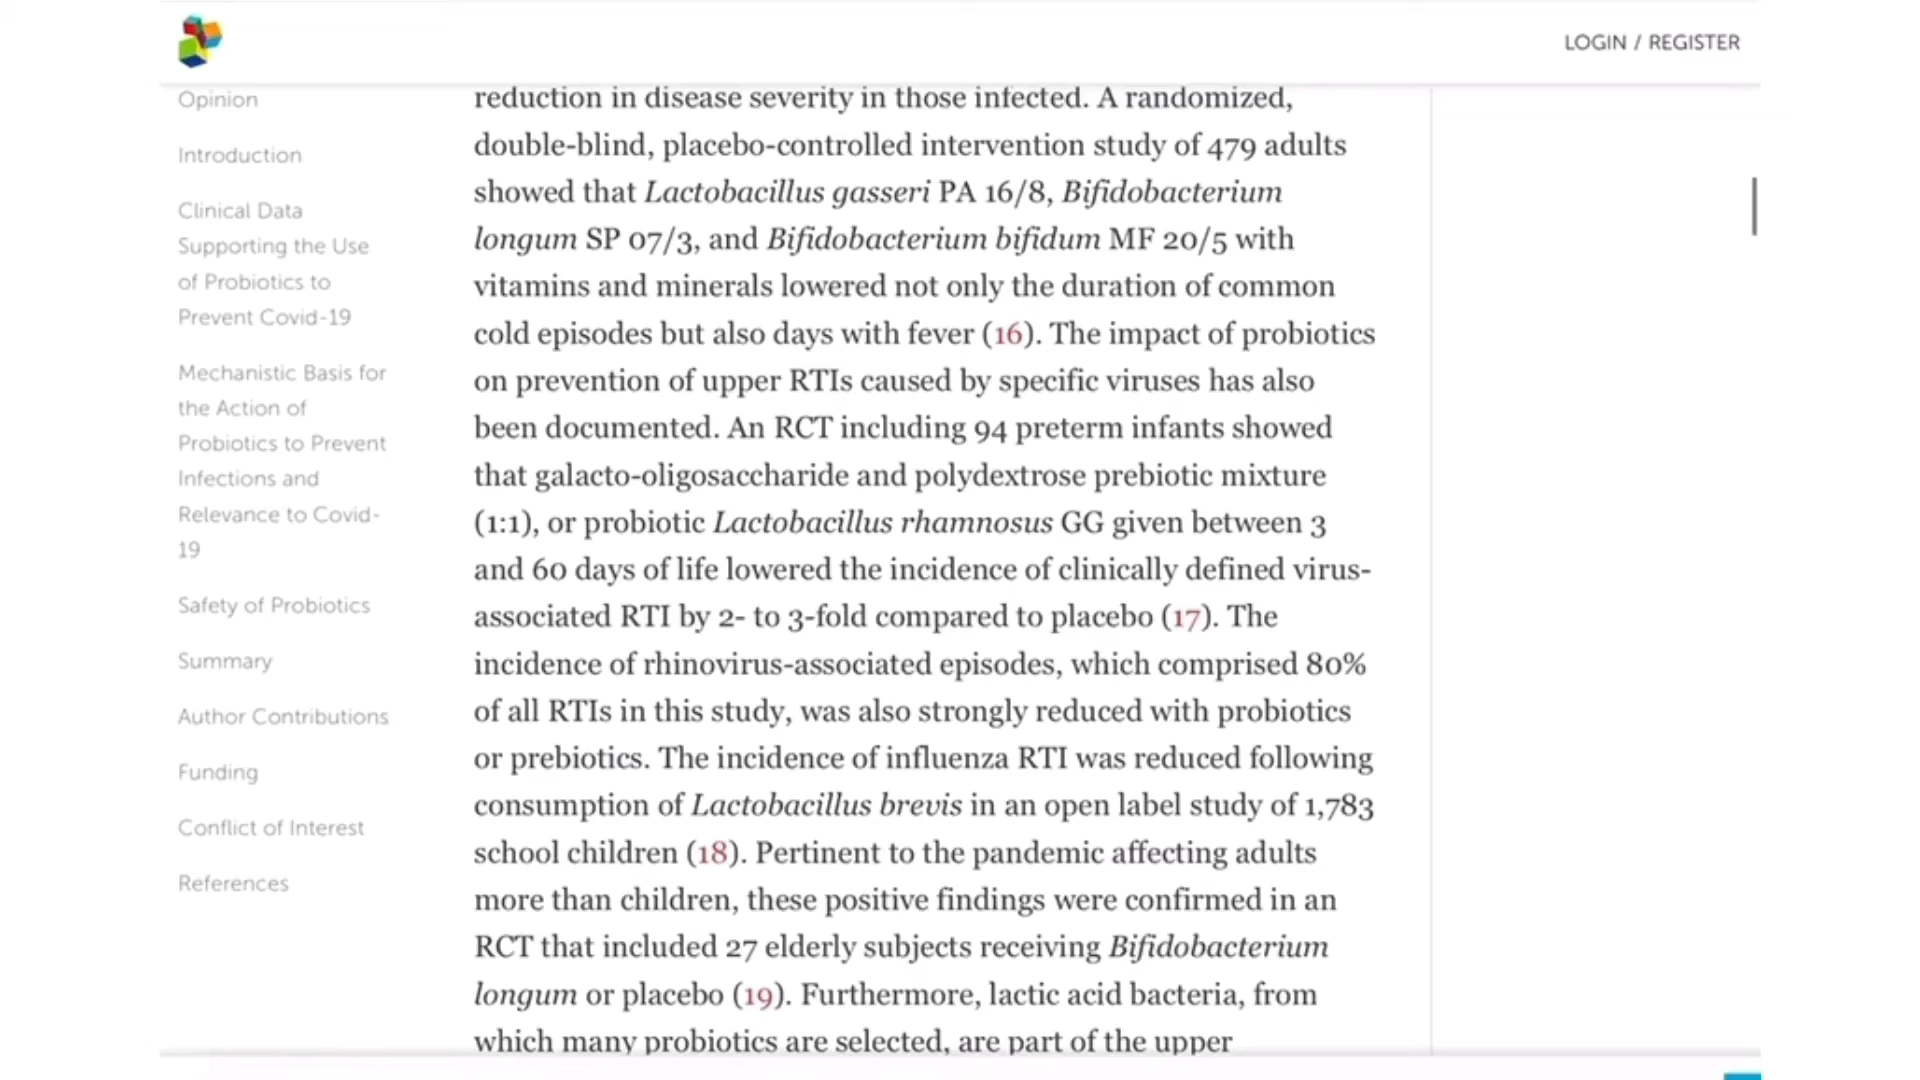 LOGIN / REGISTER
Opinion
Introduction
Clinical Data
Supporting the Use
of Probiotics to
Prevent Covid-19
Mechanistic Basis for
the Action of
Probiotics to Prevent
Infections and
Relevance to Covid-
19
Safety of Probiotics
Summary
Author Contributions
Funding
Conflict of Interest
References
reduction in disease severity in those infected. A randomized,
double-blind, placebo-controlled intervention study of 479 adults
showed that Lactobacillus gasseri PA 16/8, Bifidobacterium
longum SP 07/3, and Bifidobacterium bifidum MF 20/5 with
vitamins and minerals lowered not only the duration of common
cold episodes but also days with fever (16). The impact of probiotics
on prevention of upper RTIs caused by specific viruses has also
been documented. An RCT including 94 preterm infants showed
that galacto-oligosaccharide and polydextrose prebiotic mixture
(1:1), or probiotic Lactobacillus rhamnosus GG given between 3
and 60 days of life lowered the incidence of clinically defined virus-
associated RTI by 2- to 3-fold compared to placebo (17). The
incidence of rhinovirus-associated episodes, which comprised 80%
of all RTIs in this study, was also strongly reduced with probiotics
or prebiotics. The incidence of influenza RTI was reduced following
consumption of Lactobacillus brevis in an open label study of 1,783
school children (18). Pertinent to the pandemic affecting adults
more than children, these positive findings were confirmed in an
RCT that included 27 elderly subjects receiving Bifidobacterium
longum or placebo (19). Furthermore, lactic acid bacteria, from
which many probiotics are selected, are part of the upper